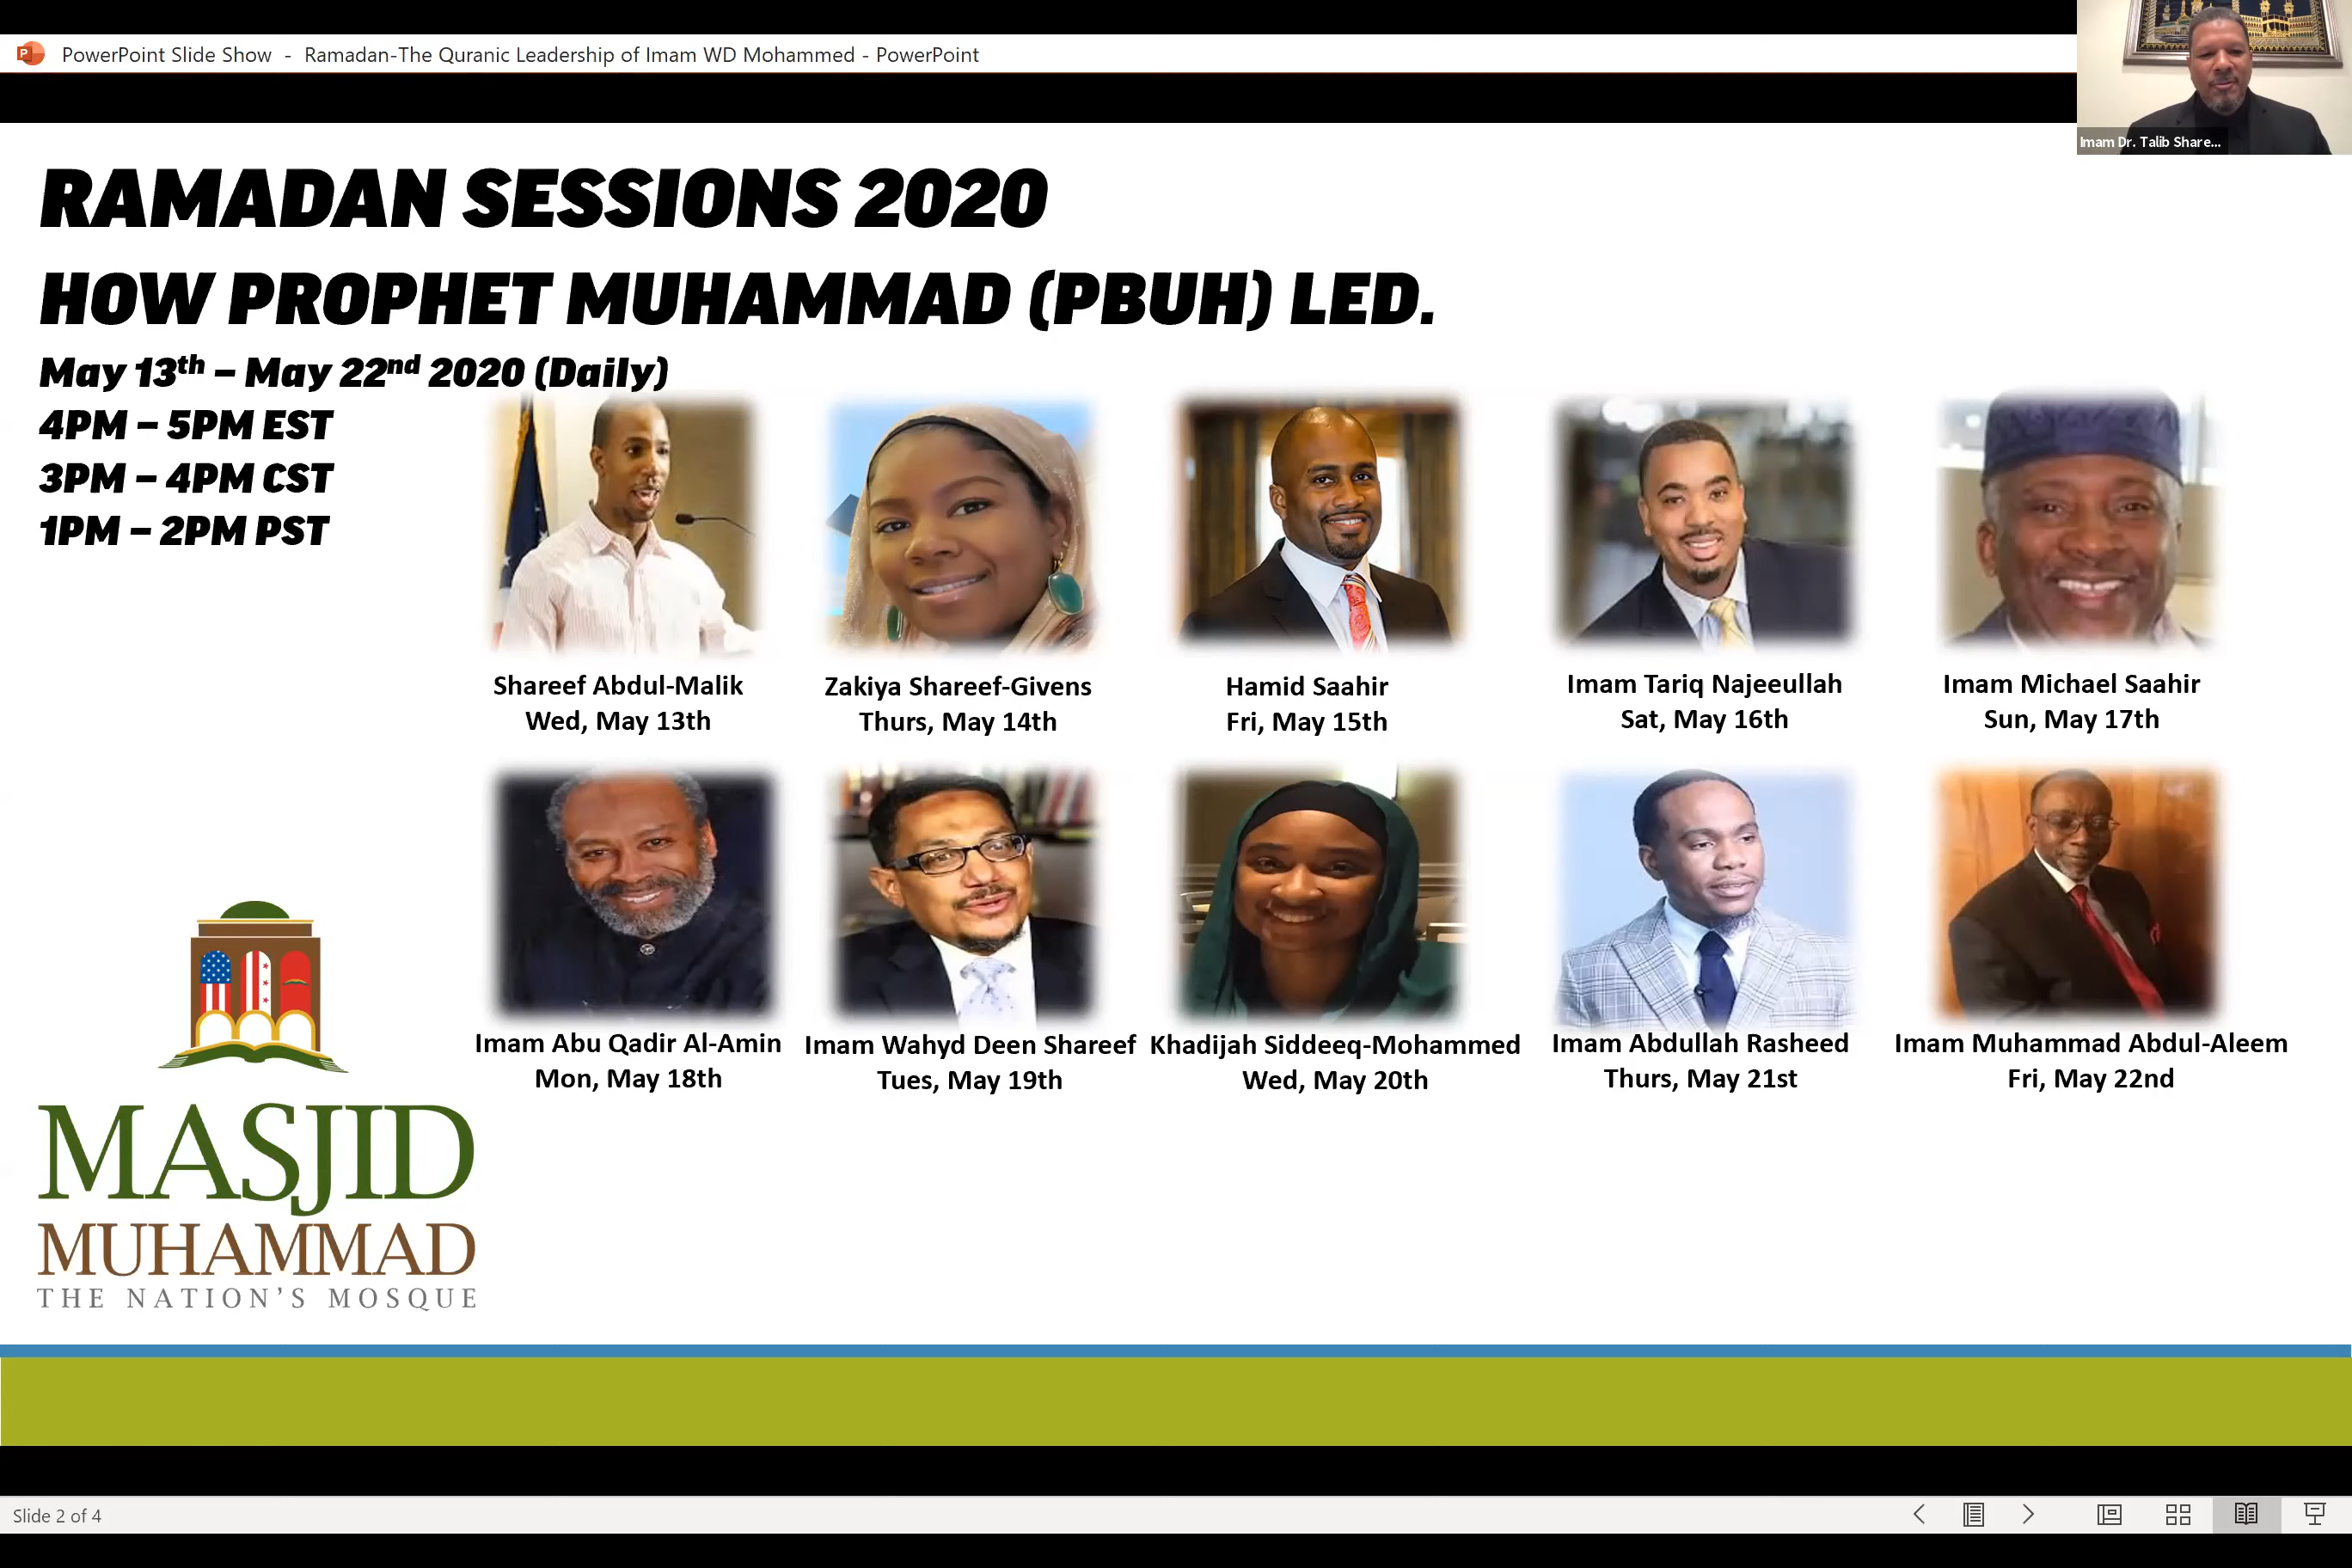 PowerPoint Slide Show - Ramadan-The Quranic Leadership of Imam WD Mohammed - PowerPoint
Imam Dr. Talib Share...
RAMADAN SESSIONS 2020
HOW PROPHET MUHAMMAD (PBUH) LED.
May 13th – May 22nd 2020 (Daily)
4PM – 5PM EST
3PM – 4PM CST
1PM – 2PM PST
Shareef Abdul-Malik
Wed, May 13th
Zakiya Shareef-Givens
Thurs, May 14th
Hamid Saahir
Fri, May 15th
Imam Tariq Najeeullah
Sat, May 16th
Imam Michael Saahir
Sun, May 17th
Imam Abu Qadir Al-Amin
Mon, May 18th
Imam Wahyd Deen Shareef
Tues, May 19th
Khadijah Siddeeq-Mohammed
Wed, May 20th
Imam Abdullah Rasheed
Thurs, May 21st
Imam Muhammad Abdul-Aleem
Fri, May 22nd
MASJID
MUHAMMAD
THE NATION'S MOSQUE
Slide 2 of 4